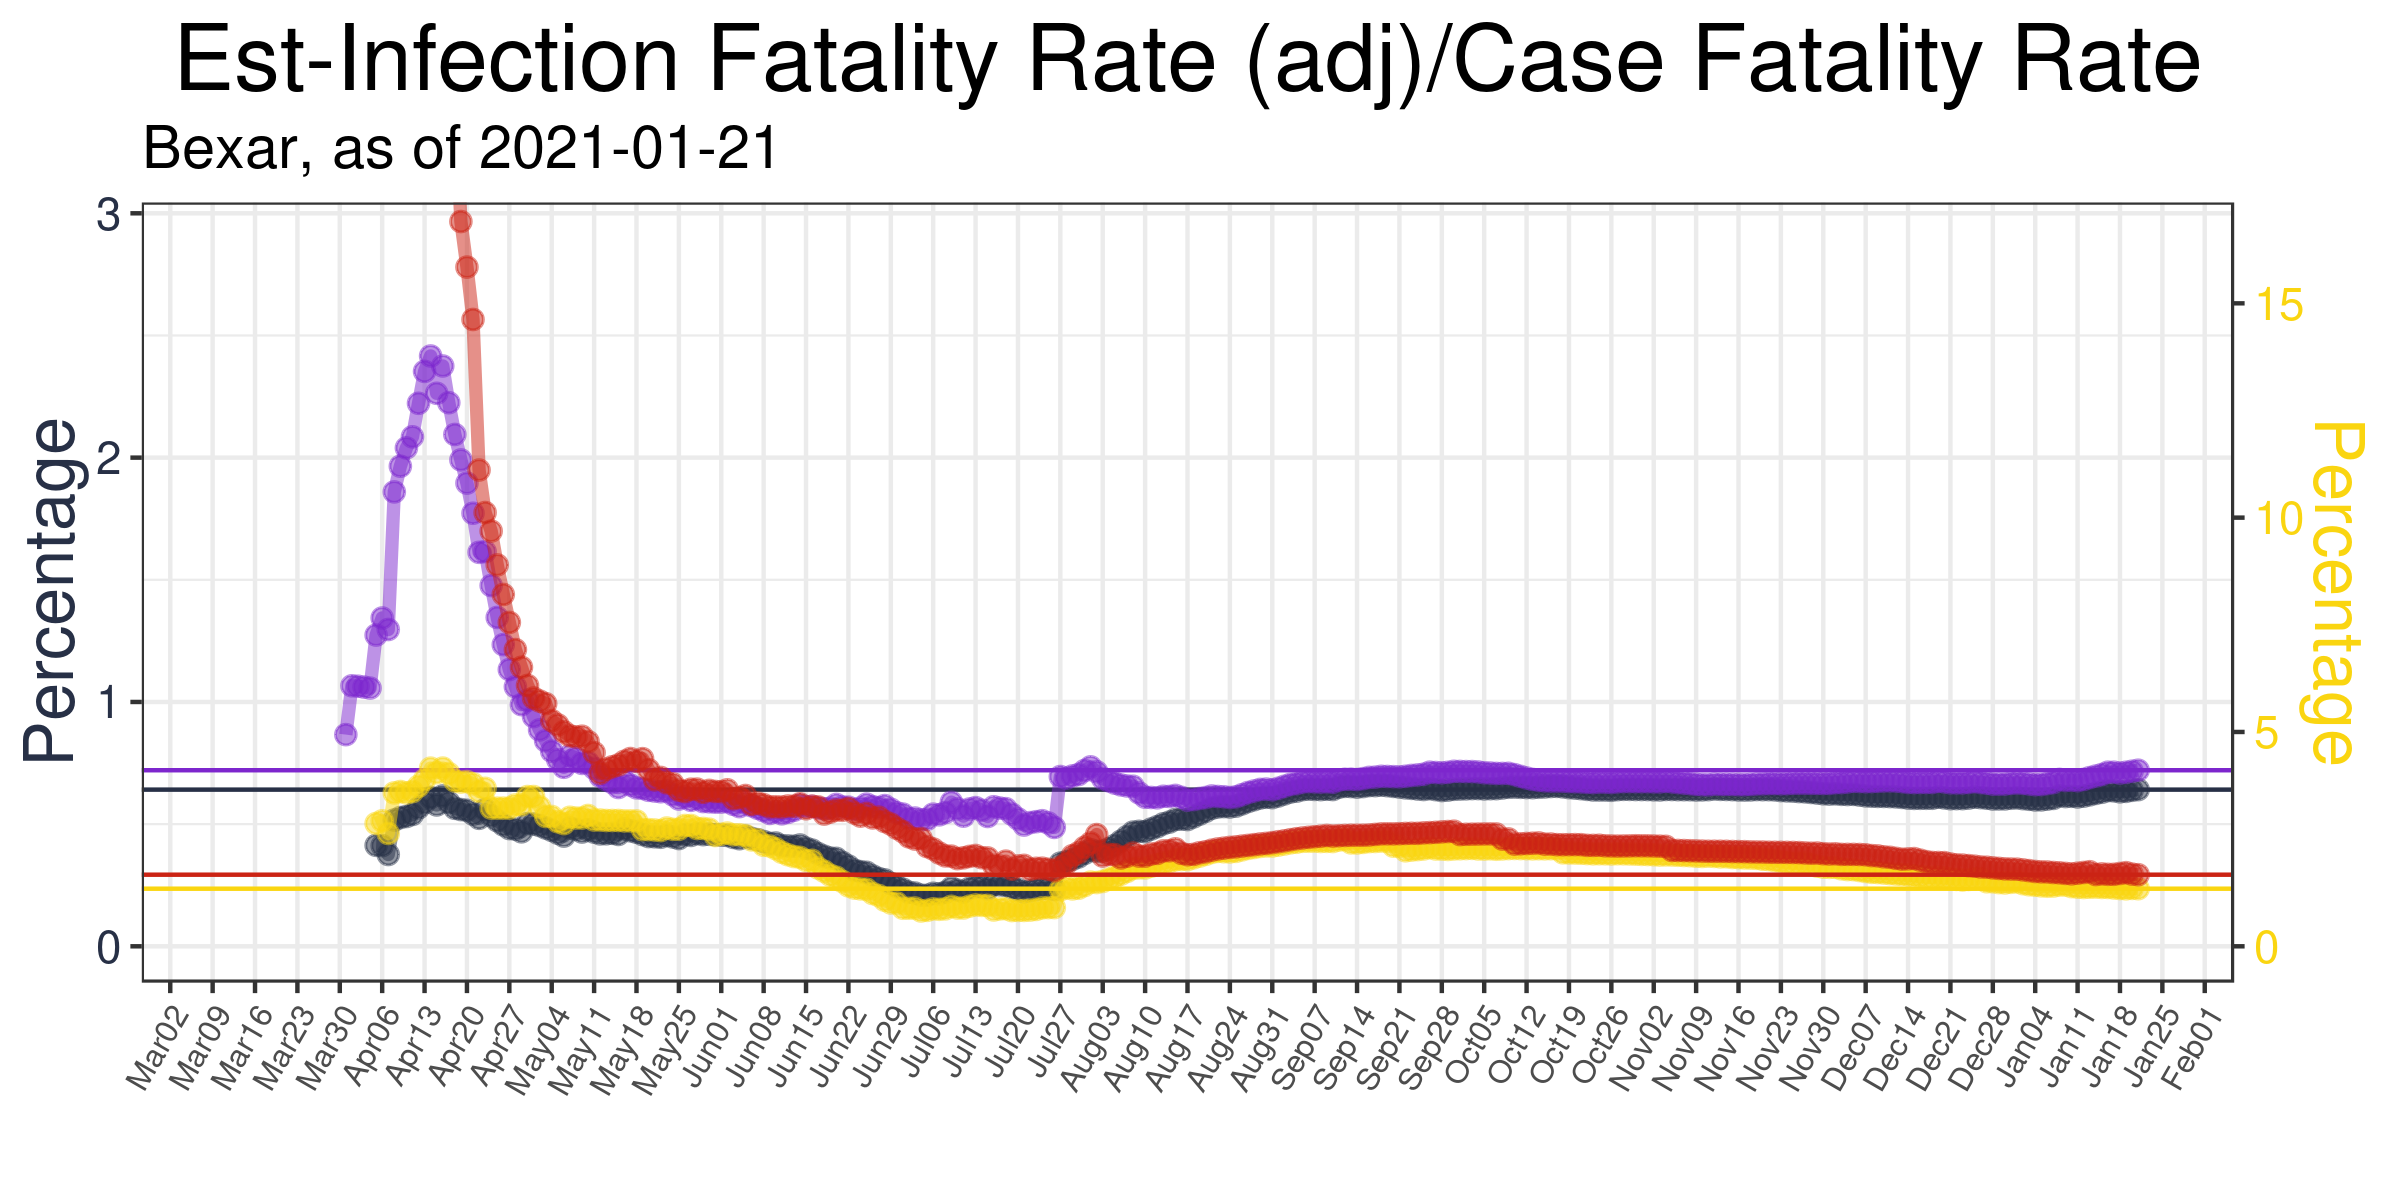 Est-Infection Fatality Rate (adj)/Case Fatality Rate
Bexar, as of 2021-01-21
Percentage
3
2
1
0
15
10
5
0
Percentage
Mar02
Mar09
Mar16
Mar23
Mar30
Apr06
Apr13
Apr20
Apr27
May04
May11
May18
May25
Jun01
Jun08
Jun15
Jun22
Jun29
Jul06
Jul13
Jul20
Jul27
Aug03
Aug10
Aug17
Aug24
Aug31
Sep07
Sep14
Sep21
Sep28
Oct05
Oct12
Oct19
Oct26
Nov02
Nov09
Nov16
Nov23
Nov30
Dec07
Dec14
Dec21
Dec28
Jan04
Jan11
Jan18
Jan25
Feb01